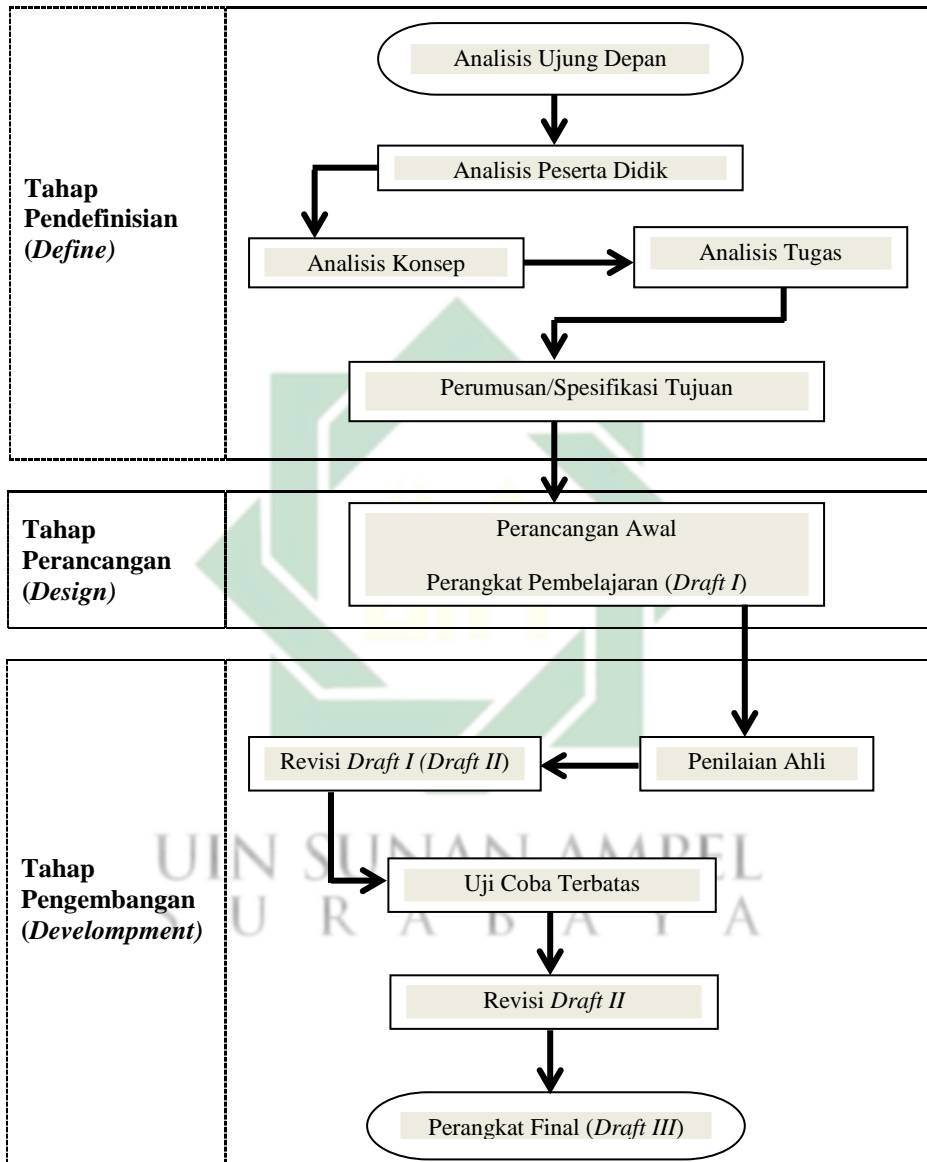 Analisis Ujung Depan
Analisis Peserta Didik
Tahap
Pendefinisian
(Define)
Analisis Konsep
Analisis Tugas
Perumusan/Spesifikasi Tujuan
Tahap
Perancangan
(Design)
Perancangan Awal
Perangkat Pembelajaran (Draft I)
Revisi Draft I (Draft II)
Penilaian Ahli
UIN SUNAN AMPEL
SURABAYA
Tahap
Pengembangan
(Develompment)
Uji Coba Terbatas
Revisi Draft II
Perangkat Final (Draft III)